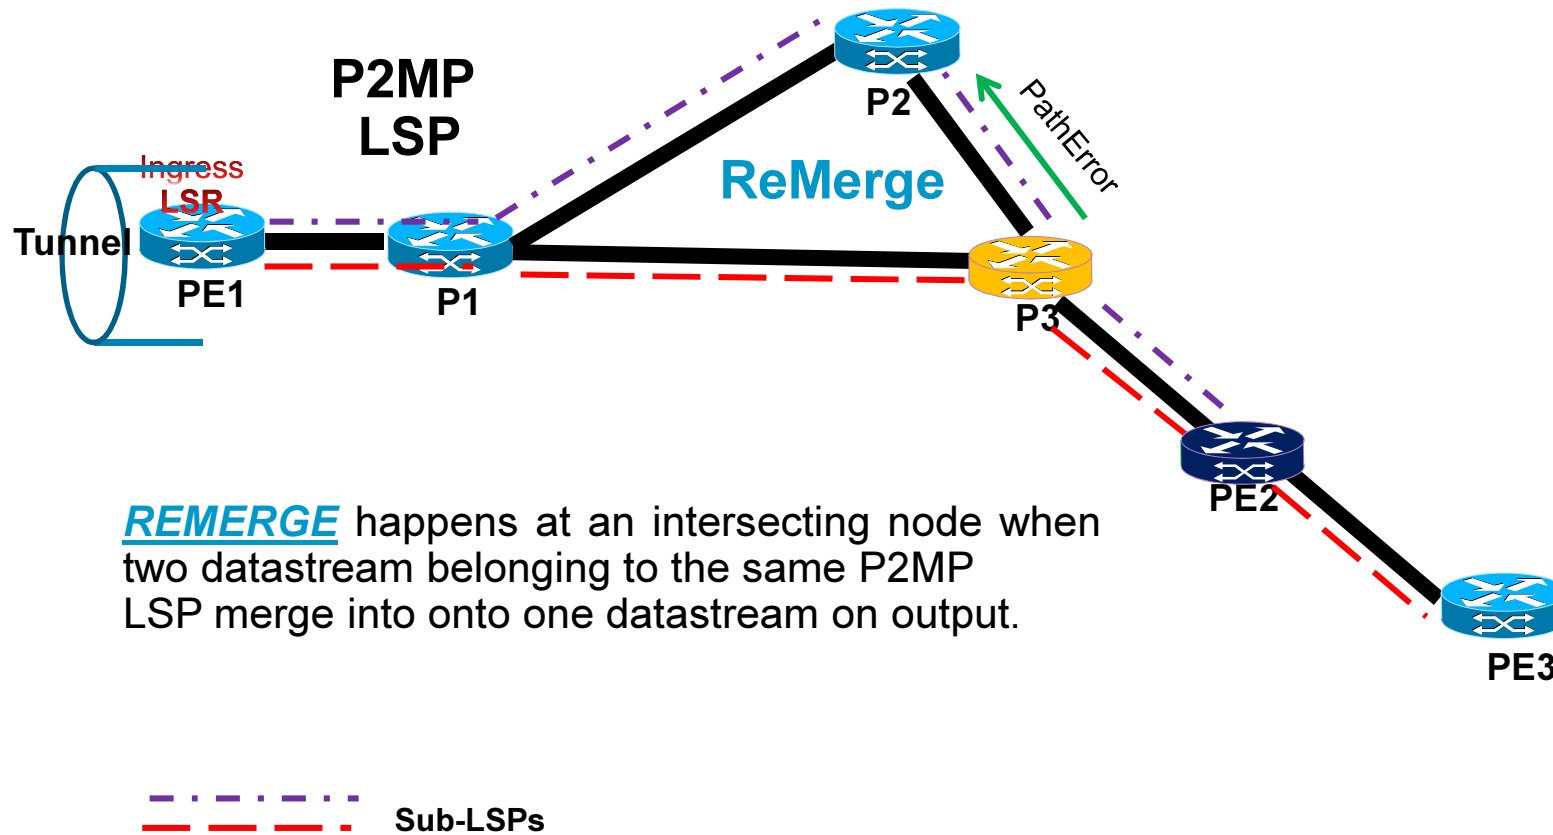 P2MP
LSP
P2
PathError
ReMerge
Ingress
LSR
Tunnel
PE1
P1
P3
PE2
REMERGE happens at an intersecting node when
two datastream belonging to the same P2MP
LSP merge into onto one datastream on output.
PE3
Sub-LSPs